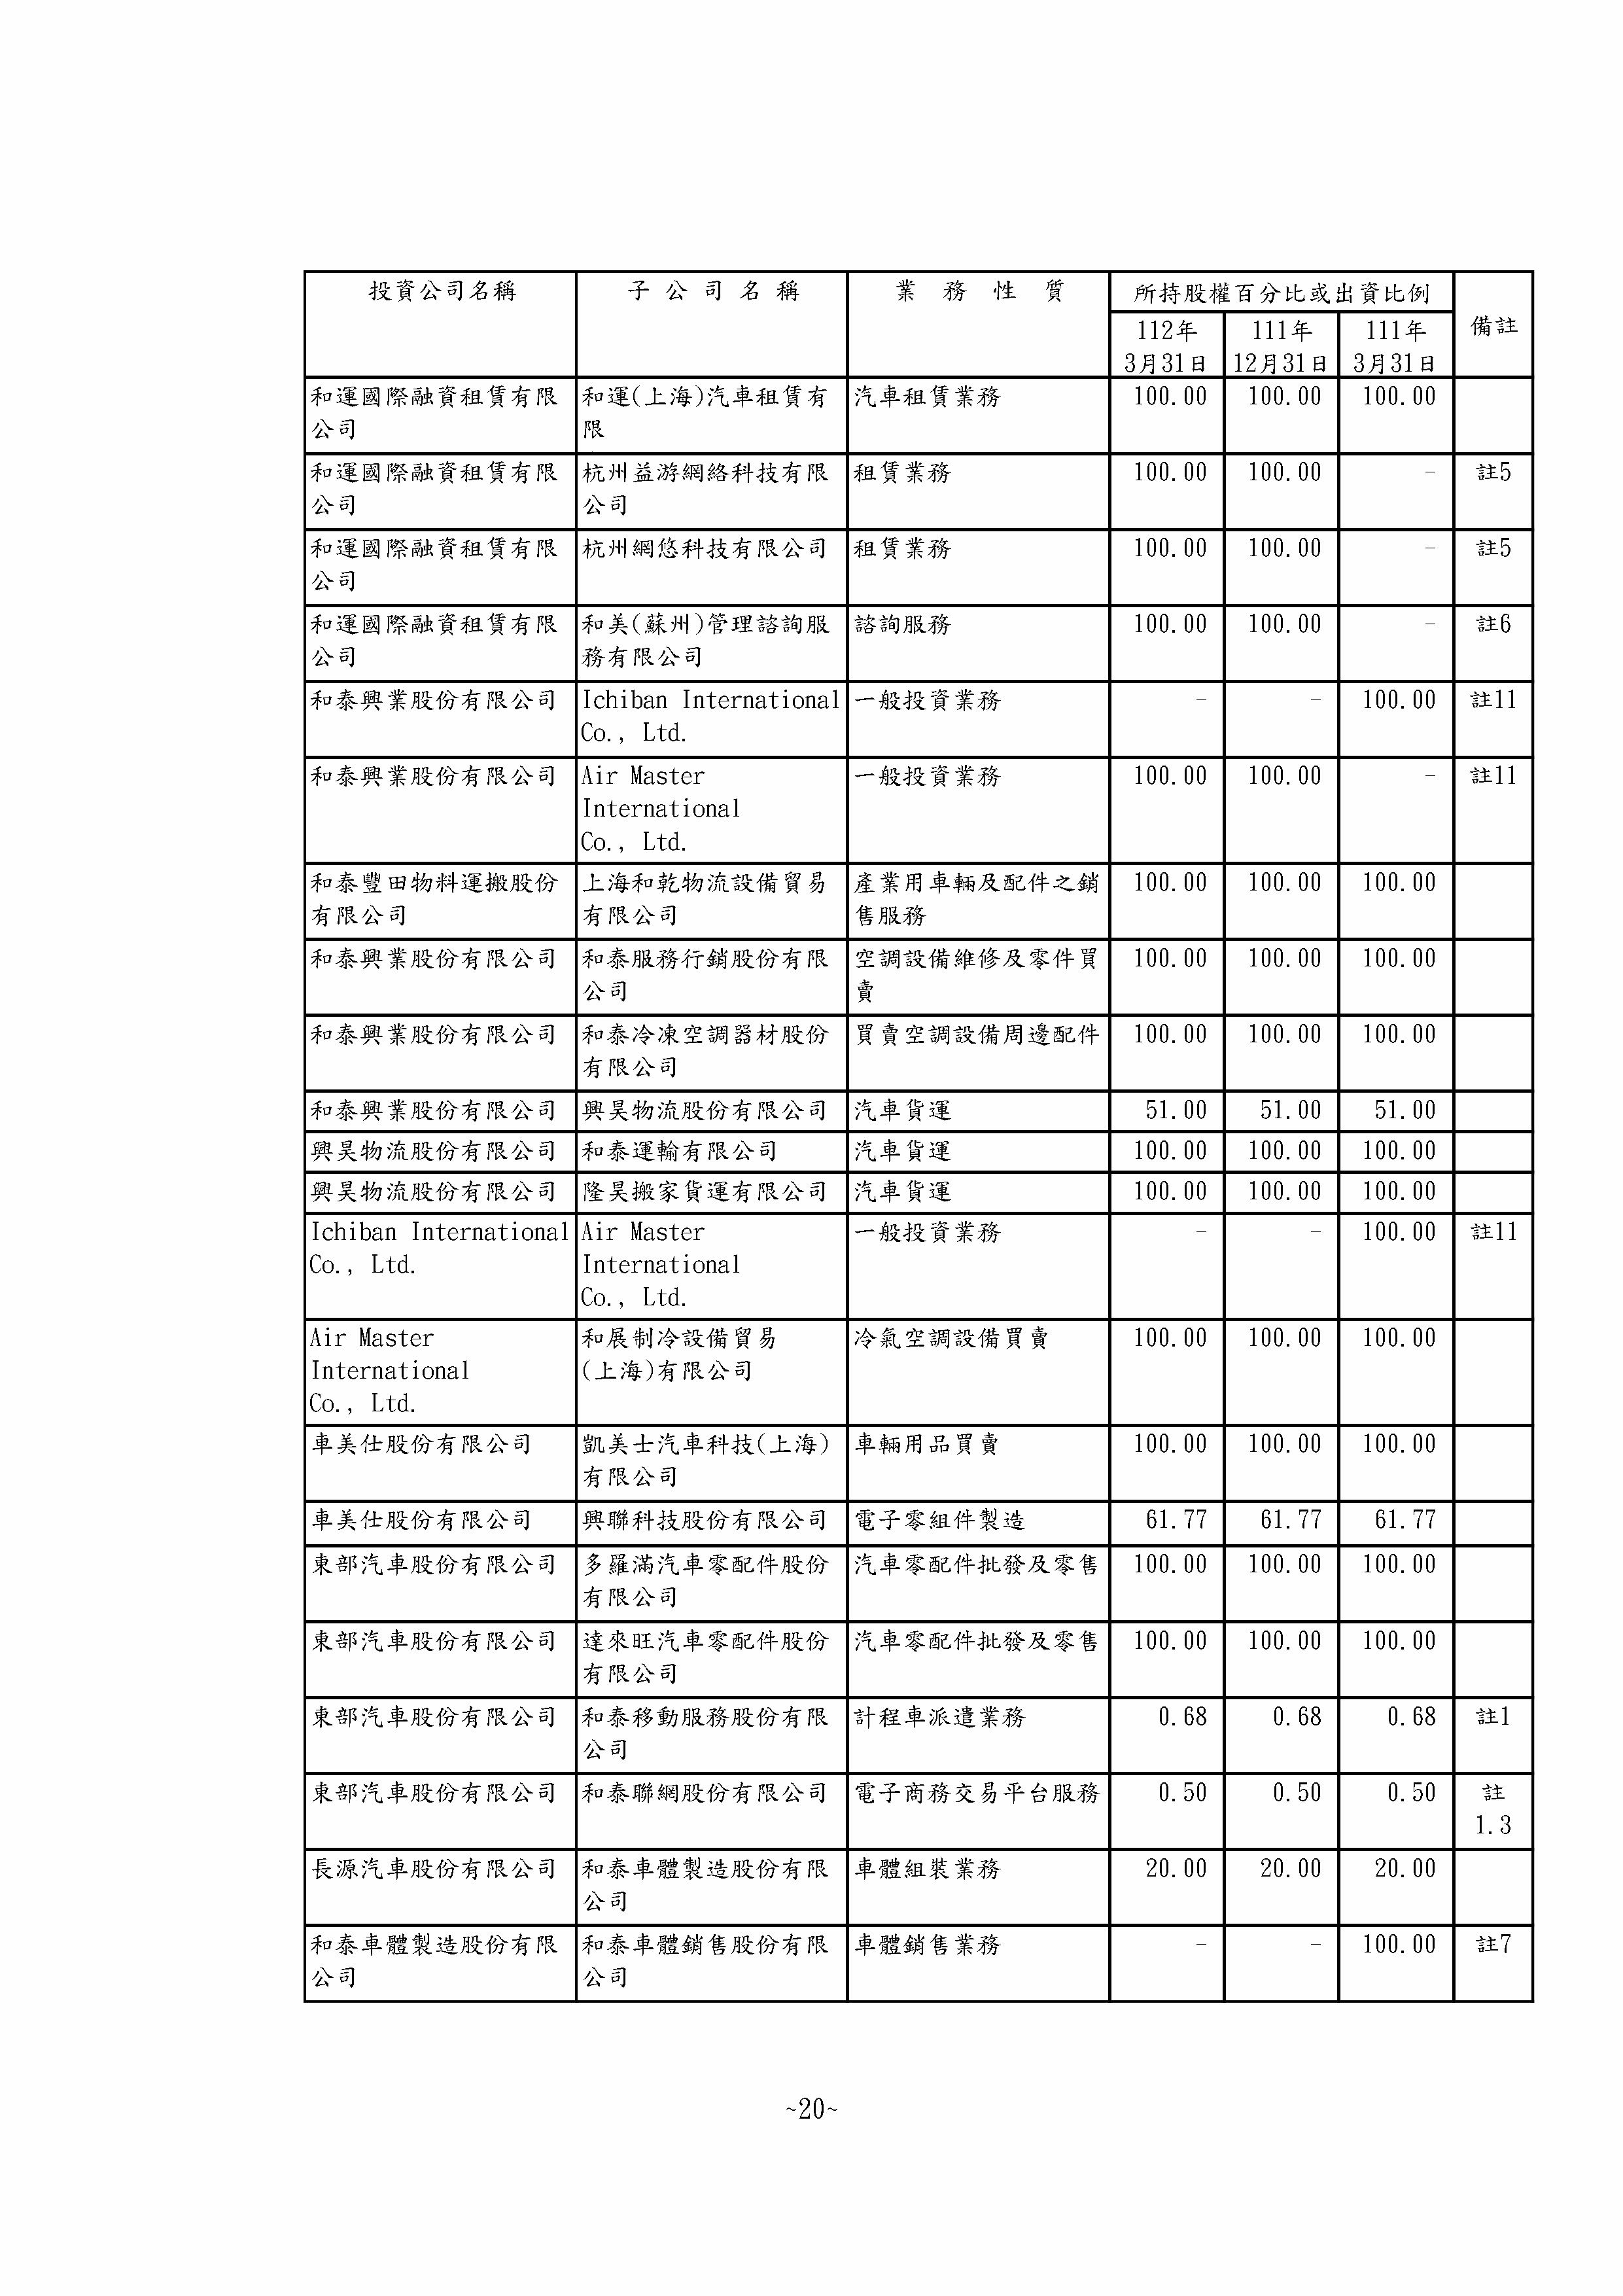 投資公司名稱 子公司名稱 業務性質 所持股權百分比或出資比例 備註
112年 111年 111年
3月31日 12月31日 3月31日
和運國際融資租賃有限 和運(上海)汽車租賃有 汽車租賃業務 100.00 100.00 100.00
公司 限
和運國際融資租賃有限 杭州益游網絡科技有限 租賃業務 100.00 100.00 - 註5
公司 公司
和運國際融資租賃有限 杭州網悠科技有限公司 租賃業務 100.00 100.00 - 註5
公司
和運國際融資租賃有限 和美(蘇州)管理諮詢服 諮詢服務 100.00 100.00 - 註6
公司 務有限公司
和泰興業股份有限公司 Ichiban International 一般投資業務 - - 100.00 註11
Co., Ltd.
和泰興業股份有限公司 Air Master 一般投資業務 100.00 100.00 - 註11
International
Co., Ltd.
和泰豐田物料運搬股份 上海和乾物流設備貿易 產業用車輛及配件之銷 100.00 100.00 100.00
有限公司 有限公司 售服務
和泰興業股份有限公司 和泰服務行銷股份有限 空調設備維修及零件買 100.00 100.00 100.00
公司 賣
和泰興業股份有限公司 和泰冷凍空調器材股份 買賣空調設備周邊配件 100.00 100.00 100.00
有限公司
和泰興業股份有限公司 興昊物流股份有限公司 汽車貨運 51.00 51.00 51.00
興昊物流股份有限公司 和泰運輸有限公司 汽車貨運 100.00 100.00 100.00
興昊物流股份有限公司 隆昊搬家貨運有限公司 汽車貨運 100.00 100.00 100.00
Ichiban International Air Master 一般投資業務 - - 100.00 註11
Co., Ltd. International
Co., Ltd.
Air Master 和展制冷設備貿易 冷氣空調設備買賣 100.00 100.00 100.00
International (上海)有限公司
Co., Ltd.
車美仕股份有限公司 凱美士汽車科技(上海) 車輛用品買賣 100.00 100.00 100.00
有限公司
車美仕股份有限公司 興聯科技股份有限公司 電子零組件製造 61.77 61.77 61.77
東部汽車股份有限公司 多羅滿汽車零配件股份 汽車零配件批發及零售 100.00 100.00 100.00
有限公司
東部汽車股份有限公司 達來旺汽車零配件股份 汽車零配件批發及零售 100.00 100.00 100.00
有限公司
東部汽車股份有限公司 和泰移動服務股份有限 計程車派遣業務 0.68 0.68 0.68 註1
公司
東部汽車股份有限公司 和泰聯網股份有限公司 電子商務交易平台服務 0.50 0.50 0.50 註
1.3
長源汽車股份有限公司 和泰車體製造股份有限 車體組裝業務 20.00 20.00 20.00
公司
和泰車體製造股份有限 和泰車體銷售股份有限 車體銷售業務 - - 100.00 註7
公司 公司
~20~